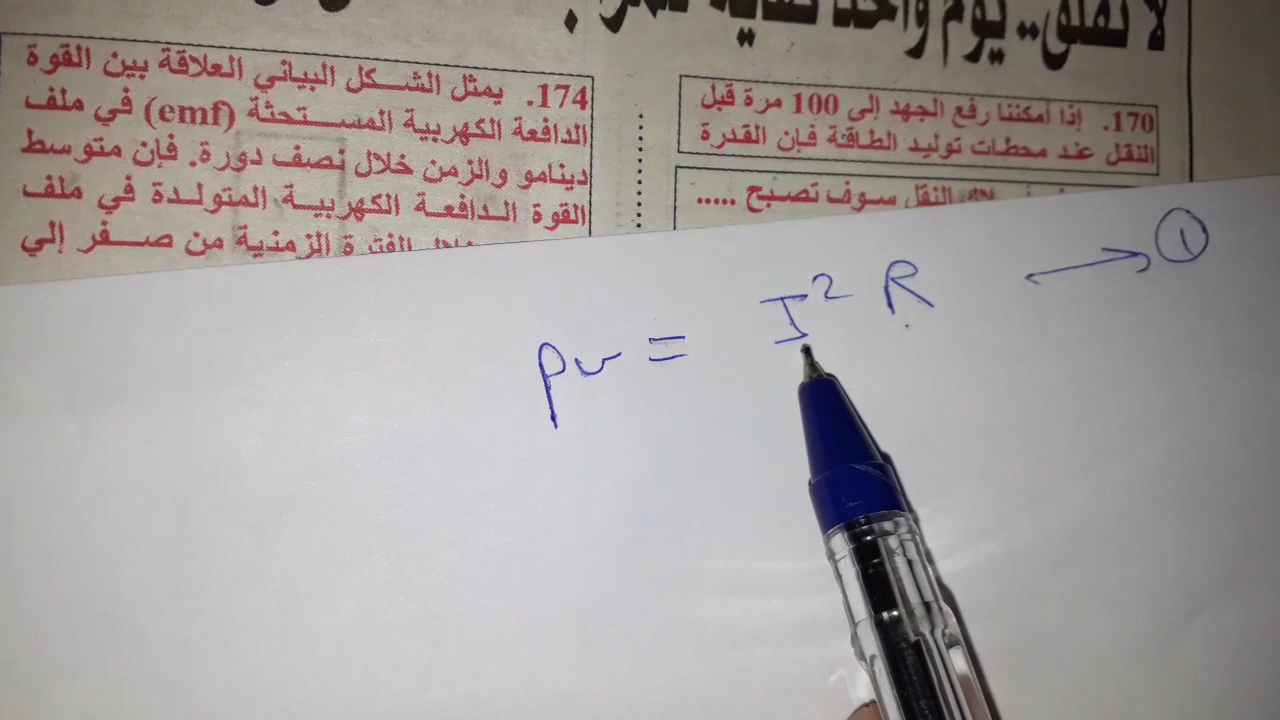 لا تقلق.. يوم واحد
170. إذا أمكننا رفع الجهد إلى 100 مرة قبل
النقل عند محطات توليد الطاقة فإن القدرة
النقل سوف تصبح .....
174. يمثل الشكل البياني العلاقة بين القوة
الدافعة الكهربية المستحثة (emf) في ملف
دينامو والزمن خلال نصف دورة. فإن متوسط
القوة الدافعة الكهربية المتولدة في ملف
الفترة الزمنية من صفر إلي
Pv = I² R → ①